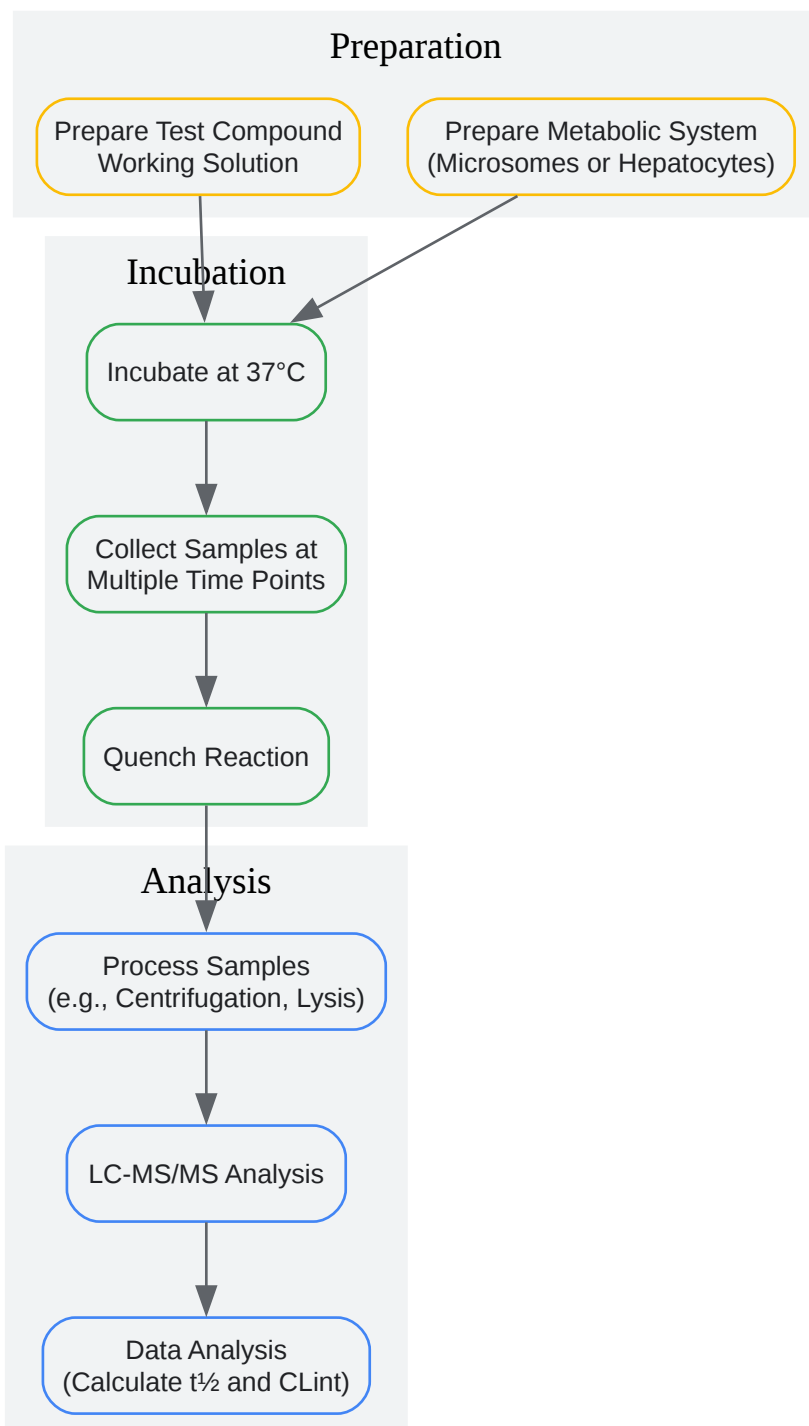 Preparation
Prepare Test Compound
Working Solution
Prepare Metabolic System
(Microsomes or Hepatocytes)
Incubation
Incubate at 37°C
Collect Samples at
Multiple Time Points
Quench Reaction
Analysis
Process Samples
(e.g., Centrifugation, Lysis)
LC-MS/MS Analysis
Data Analysis
(Calculate t½ and CLint)